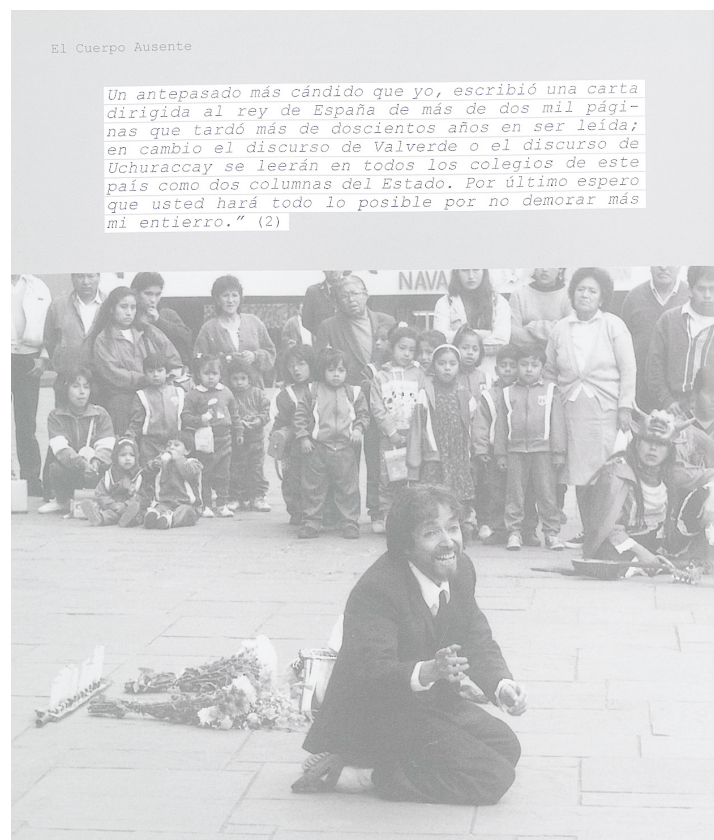 El Cuerpo Ausente
Un antepasado más cándido que yo, escribió una carta
dirigida al rey de España de más de dos mil pági-
nas que tardó más de doscientos años en ser leída;
en cambio el discurso de Valverde o el discurso de
Uchuraccay se leerán en todos los colegios de este
país como dos columnas del Estado. Por último espero
que usted hará todo lo posible por no demorar más
mi entierro.” (2)
NAVA